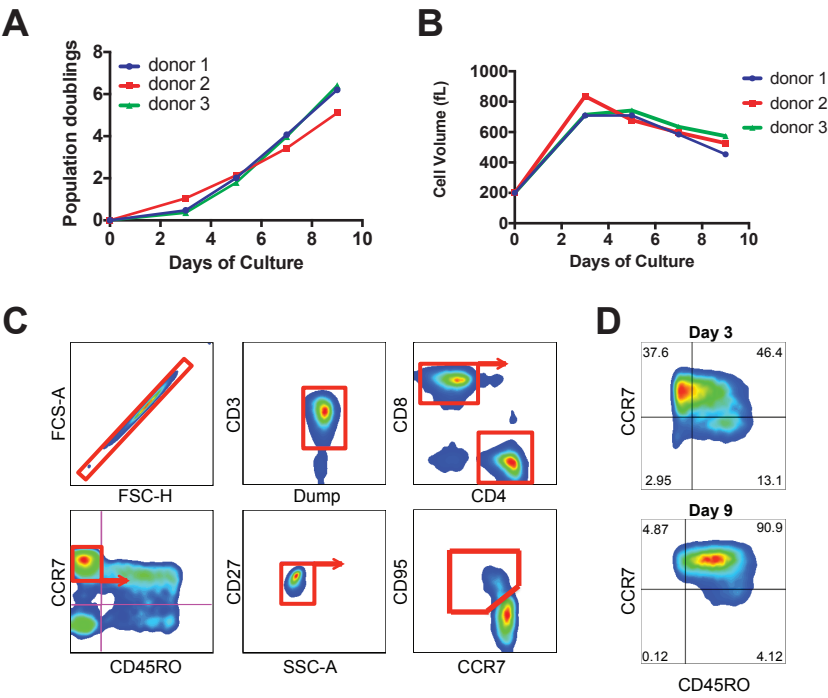 A
Population doublings
8
6
4
2
0
0 2 4 6 8 10
Days of Culture
donor 1
donor 2
donor 3
B
Cell Volume (fL)
1000
800
600
400
200
0
0 2 4 6 8 10
Days of Culture
donor 1
donor 2
donor 3
C
FCS-A
FSC-H
CD3
Dump
CD8
CD4
CCR7
CD45RO
CD27
SSC-A
CD95
CCR7
D
Day 3
37.6 46.4
CCR7
2.95 13.1
Day 9
4.87 90.9
CCR7
0.12 4.12
CD45RO